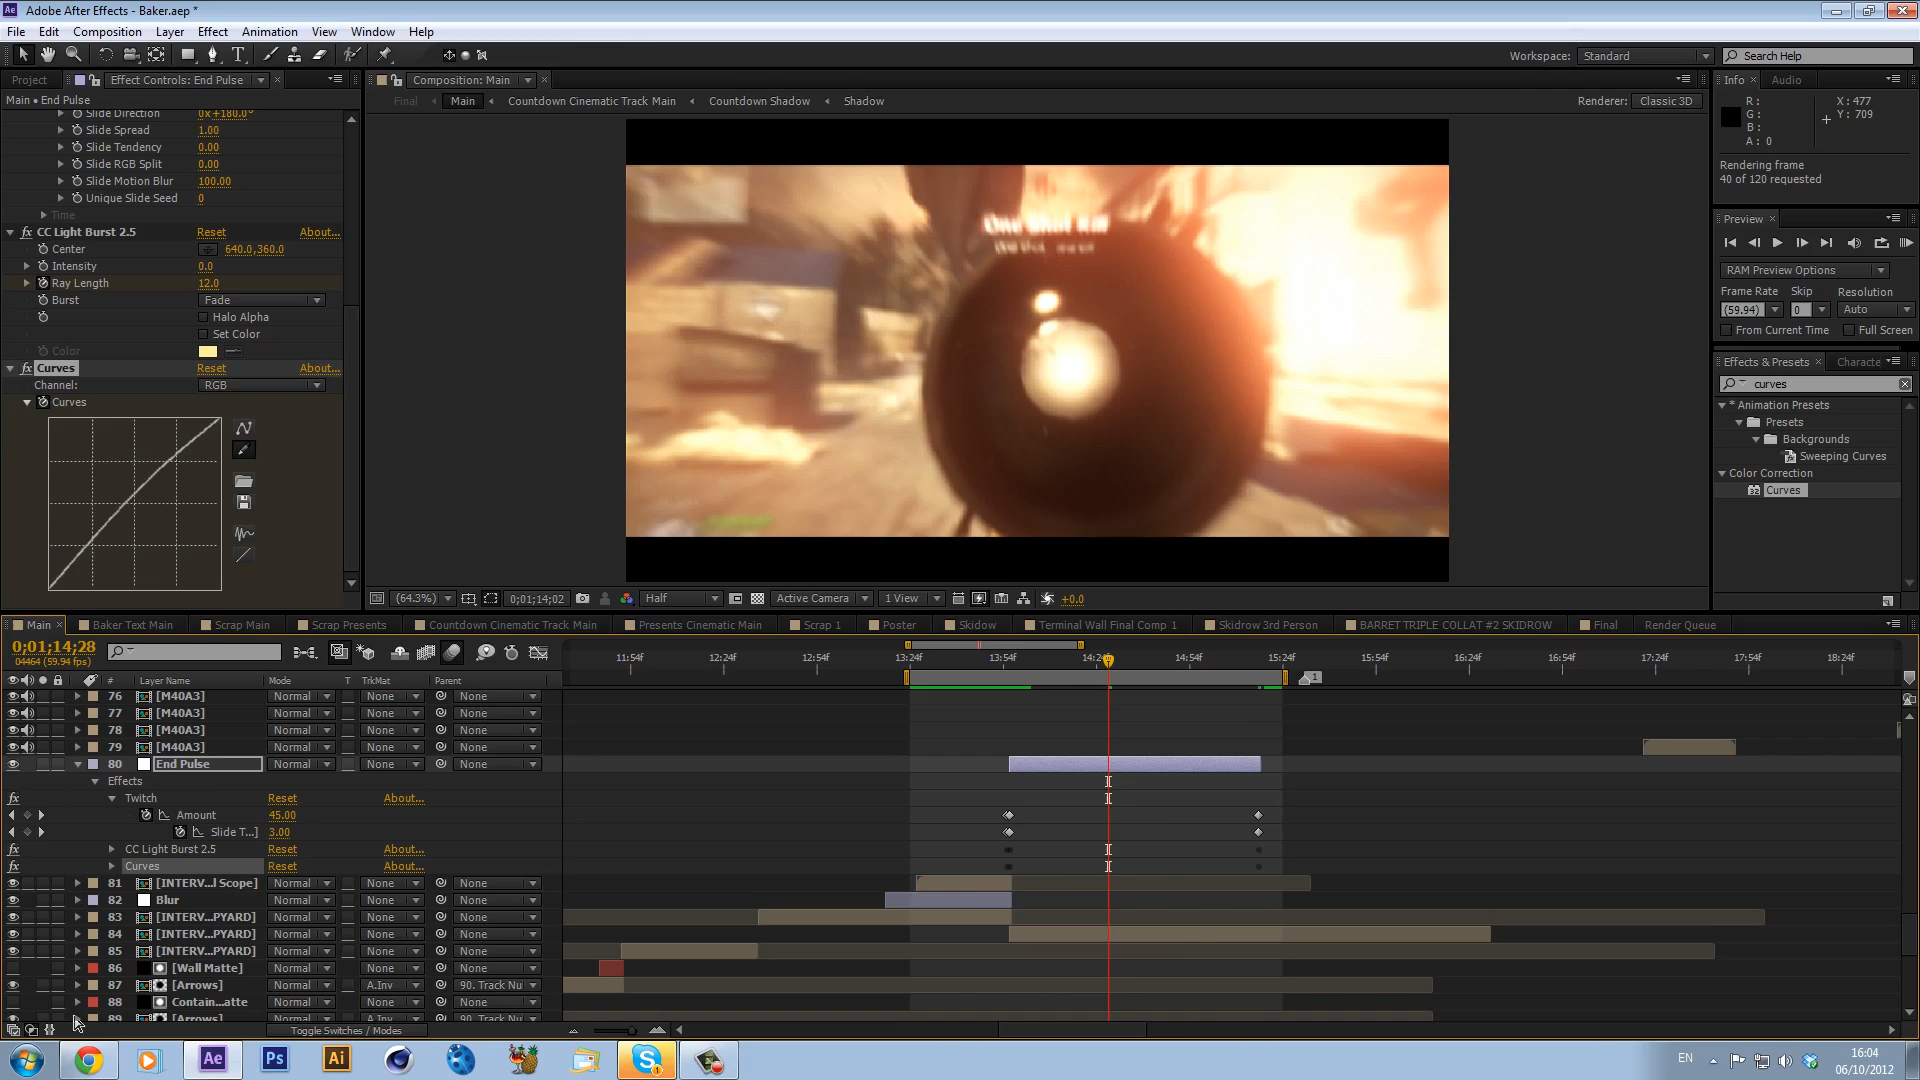 Adobe After Effects - Baker.aep *
File Edit Composition Layer Effect Animation View Window Help
Workspace: Standard
Search Help
Project
Effect Controls: End Pulse
Main • End Pulse
Slide Direction 0x+180.0°
Slide Spread 1.00
Slide Tendency 0.00
Slide RGB Split 0.00
Slide Motion Blur 100.00
Unique Slide Seed 0
Time
CC Light Burst 2.5 Reset About...
Center 640.0,360.0
Intensity 0.0
Ray Length 12.0
Burst Fade
Halo Alpha
Set Color
Color
Curves Reset About...
Channel: RGB
Curves
Composition: Main
Final Main Countdown Cinematic Track Main Countdown Shadow Shadow
Renderer: Classic 3D
One Shot Kill
(64.3%) 0;01;14;02 Half Active Camera 1 View +0.0
Info Audio
R: X: 477
G: Y: 709
B:
A: 0
Rendering frame
40 of 120 requested
Preview
RAM Preview Options
Frame Rate Skip Resolution
(59.94) 0 Auto
From Current Time Full Screen
Effects & Presets Characte
curves
* Animation Presets
Presets
Backgrounds
Sweeping Curves
Color Correction
Curves
Main Baker Text Main Scrap Main Scrap Presents Countdown Cinematic Track Main Presents Cinematic Main Scrap 1 Poster Skidow Terminal Wall Final Comp 1 Skidrow 3rd Person BARRET TRIPLE COLLAT #2 SKIDROW Final Render Queue
0;01;14;28
04464 (59.94 fps)
11:54f 12:24f 12:54f 13:24f 13:54f 14:24f 14:54f 15:24f 15:54f 16:24f 16:54f 17:24f 17:54f 18:24f
1
# Layer Name Mode T TrkMat Parent
76 [M40A3] Normal None None
77 [M40A3] Normal None None
78 [M40A3] Normal None None
79 [M40A3] Normal None None
80 End Pulse Normal None None
Effects
Twitch Reset About...
Amount 45.00
Slide T...] 3.00
CC Light Burst 2.5 Reset About...
Curves Reset About...
81 [INTERV...l Scope] Normal None None
82 Blur Normal None None
83 [INTERV...PYARD] Normal None None
84 [INTERV...PYARD] Normal None None
85 [INTERV...PYARD] Normal None None
86 [Wall Matte] Normal None None
87 [Arrows] Normal A.Inv 90. Track Nu
88 Contain...atte Normal None None
89 [Arrows] Normal A.Inv 90. Track Nu
Toggle Switches / Modes
EN
16:04
06/10/2012